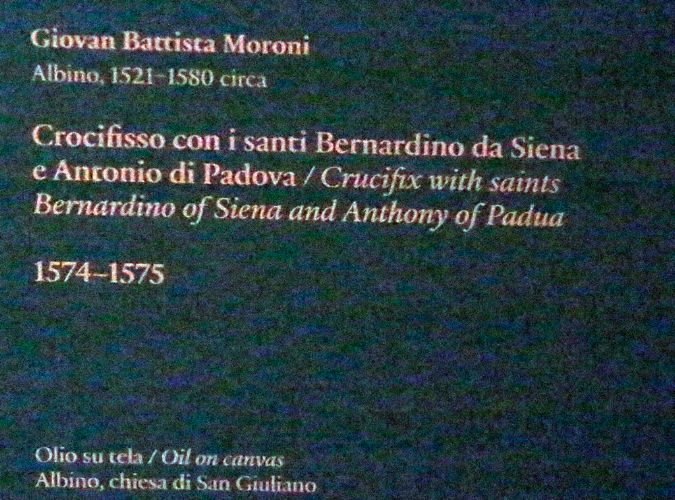 Giovan Battista Moroni
Albino, 1521–1580 circa
Crocifisso con i santi Bernardino da Siena
e Antonio di Padova / Crucifix with saints
Bernardino of Siena and Anthony of Padua
1574–1575
Olio su tela / Oil on canvas
Albino, chiesa di San Giuliano